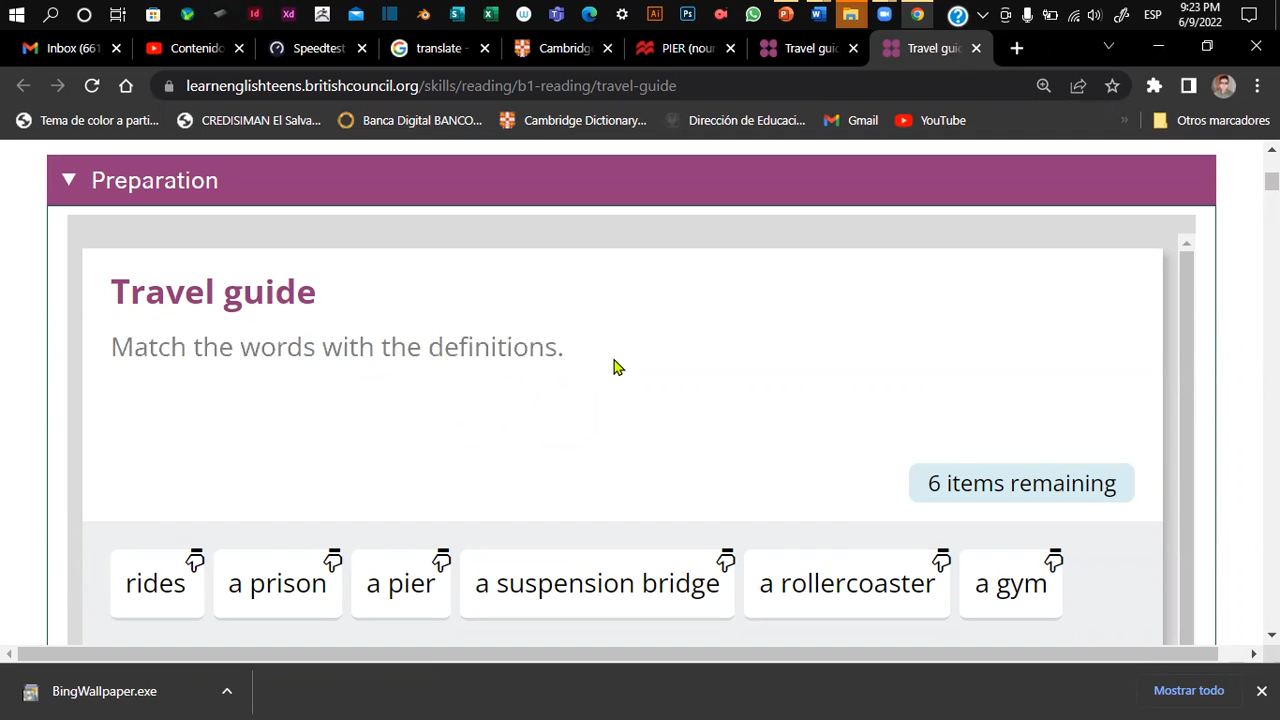 ESP
9:23 PM
6/9/2022
Inbox (661
Contenido
Speedtest
translate -
Cambridg
PIER (noun
Travel guid
Travel guid
learnenglishteens.britishcouncil.org/skills/reading/b1-reading/travel-guide
Tema de color a parti...
CREDISIMAN El Salva...
Banca Digital BANCO...
Cambridge Dictionary...
Dirección de Educaci...
Gmail
YouTube
»
Otros marcadores
Preparation
Travel guide
Match the words with the definitions.
6 items remaining
rides
a prison
a pier
a suspension bridge
a rollercoaster
a gym
BingWallpaper.exe
Mostrar todo